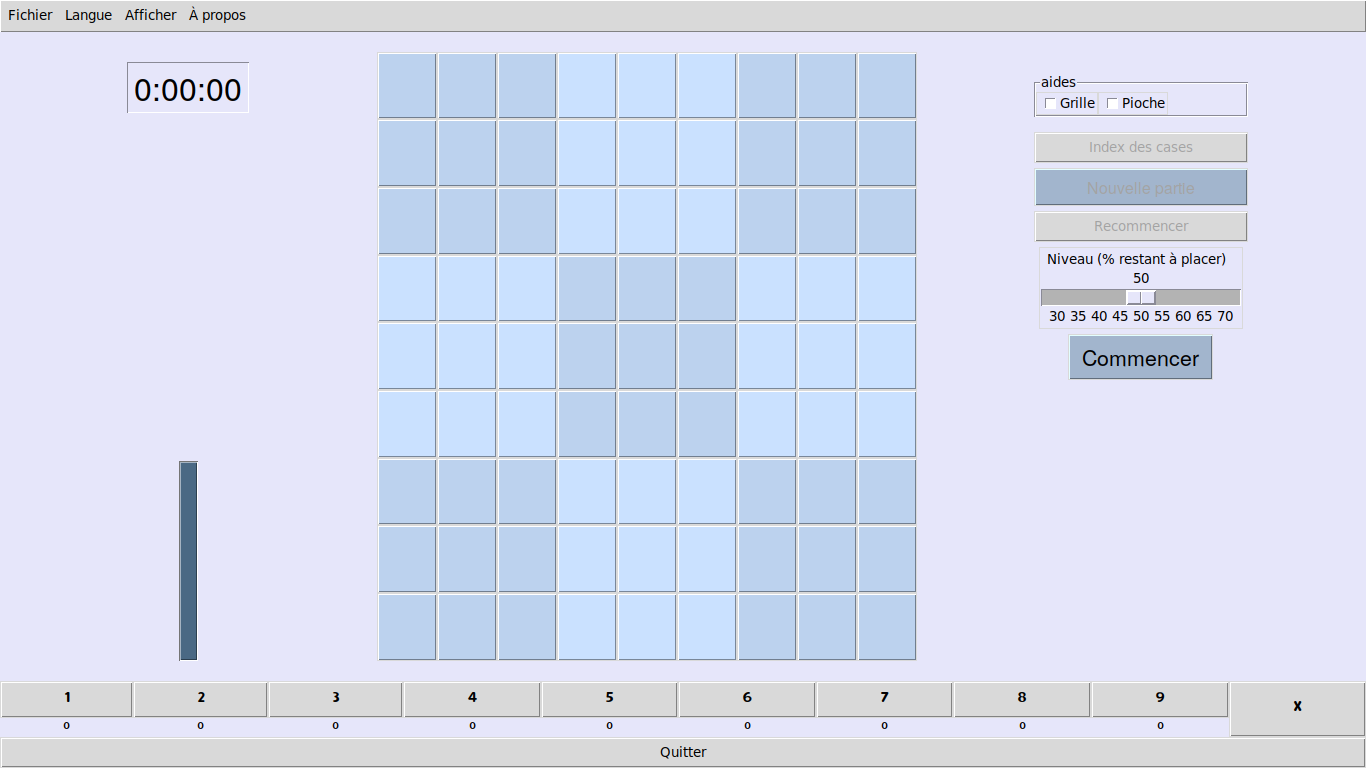 Fichier Langue Afficher À propos
0:00:00
aides
Grille Pioche
Index des cases
Nouvelle partie
Recommencer
Niveau (% restant à placer)
50
30 35 40 45 50 55 60 65 70
Commencer
1 2 3 4 5 6 7 8 9 x
0 0 0 0 0 0 0 0 0
Quitter